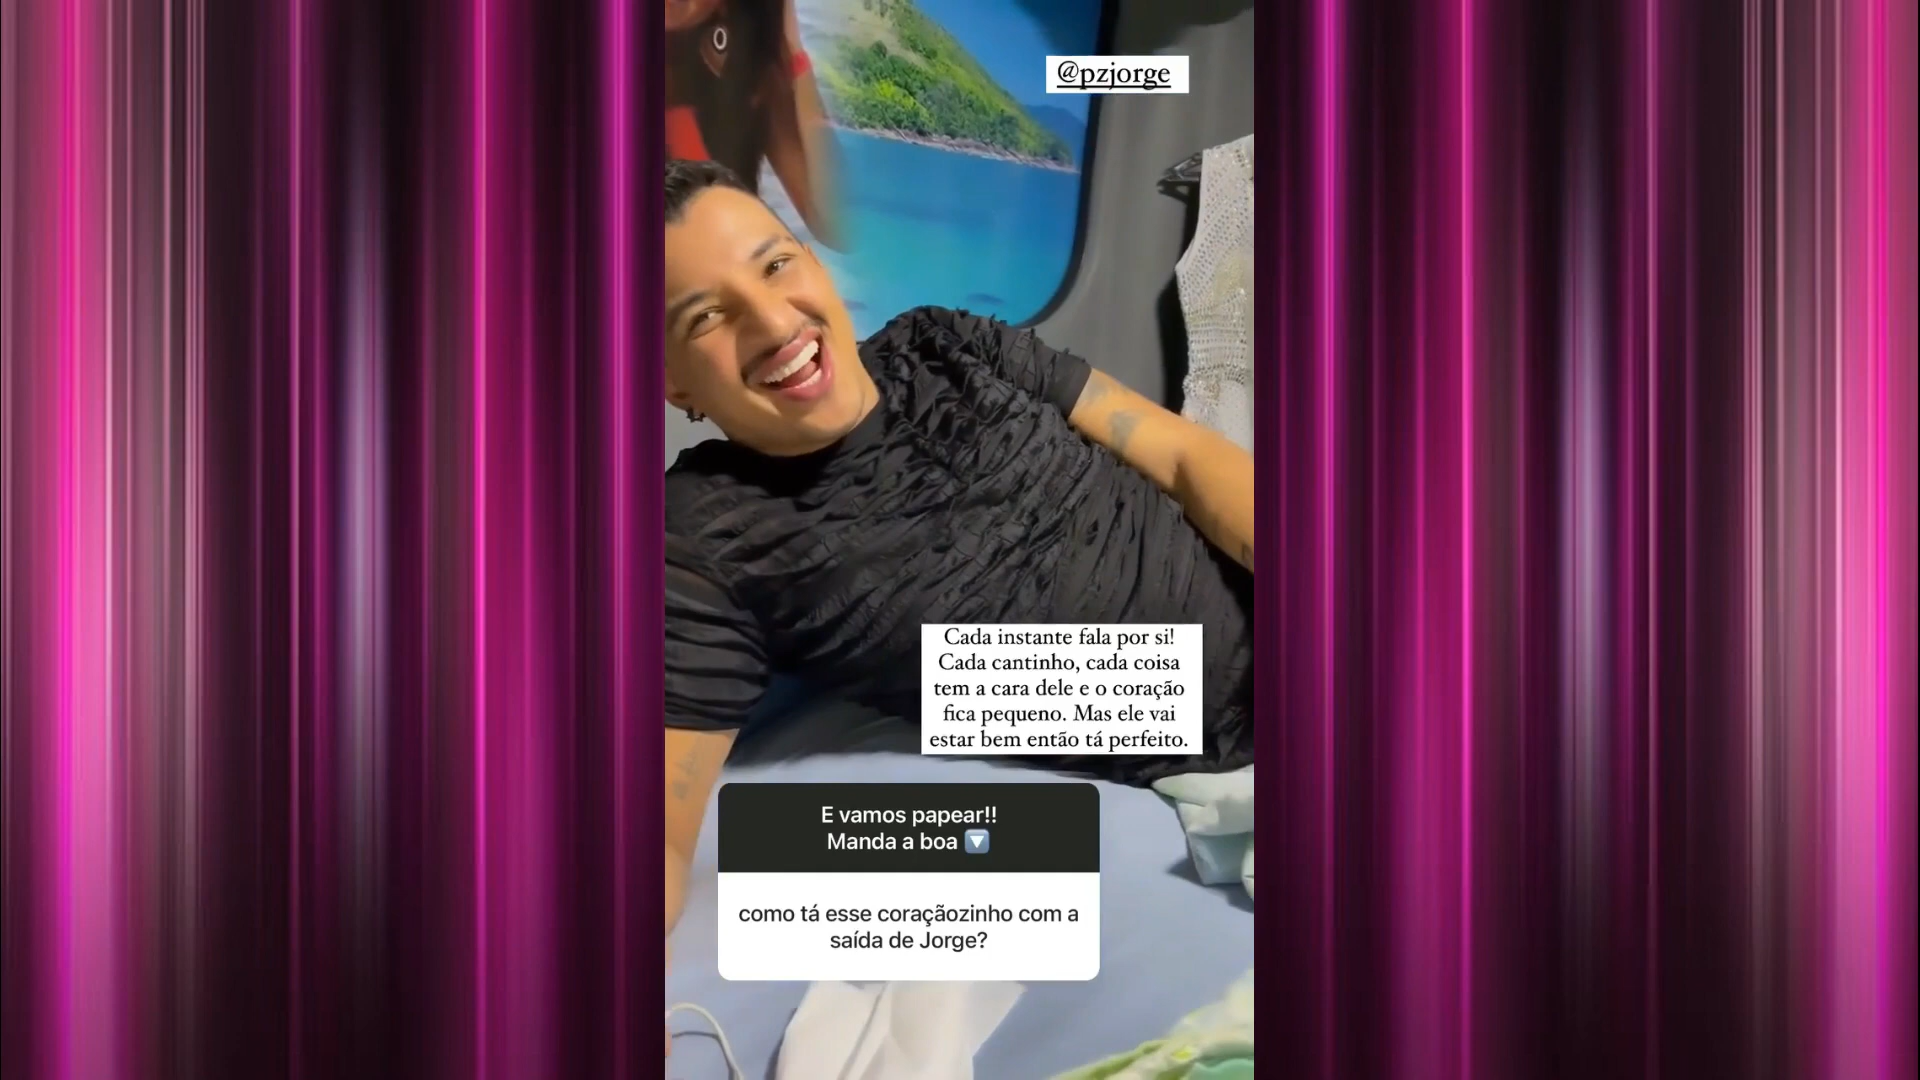 @pzjorge
Cada instante fala por si!
Cada cantinho, cada coisa
tem a cara dele e o coração
fica pequeno. Mas ele vai
estar bem então tá perfeito.
E vamos papear!!
Manda a boa 🔽
como tá esse coraçãozinho com a
saída de Jorge?